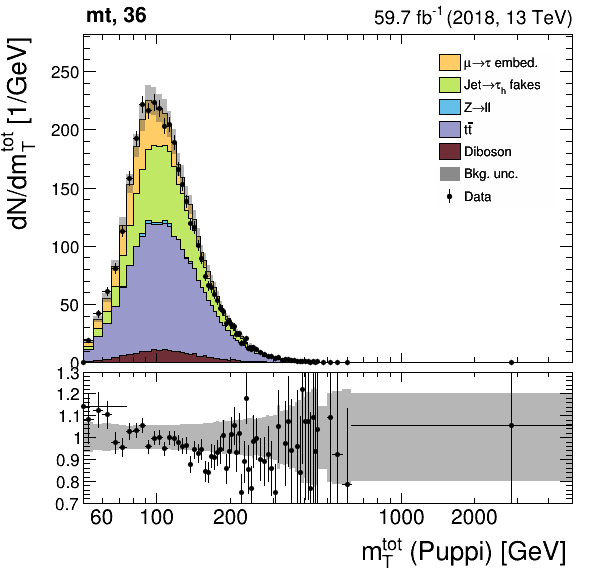 mt, 36
59.7 fb⁻¹ (2018, 13 TeV)
dN/dm_T^tot [1/GeV]
250
200
150
100
50
0
μ→τ embed.
Jet→τ_h fakes
Z→ll
tt̄
Diboson
Bkg. unc.
Data
1.3
1.2
1.1
1
0.9
0.8
0.7
60 100 200 1000 2000
m_T^tot (Puppi) [GeV]